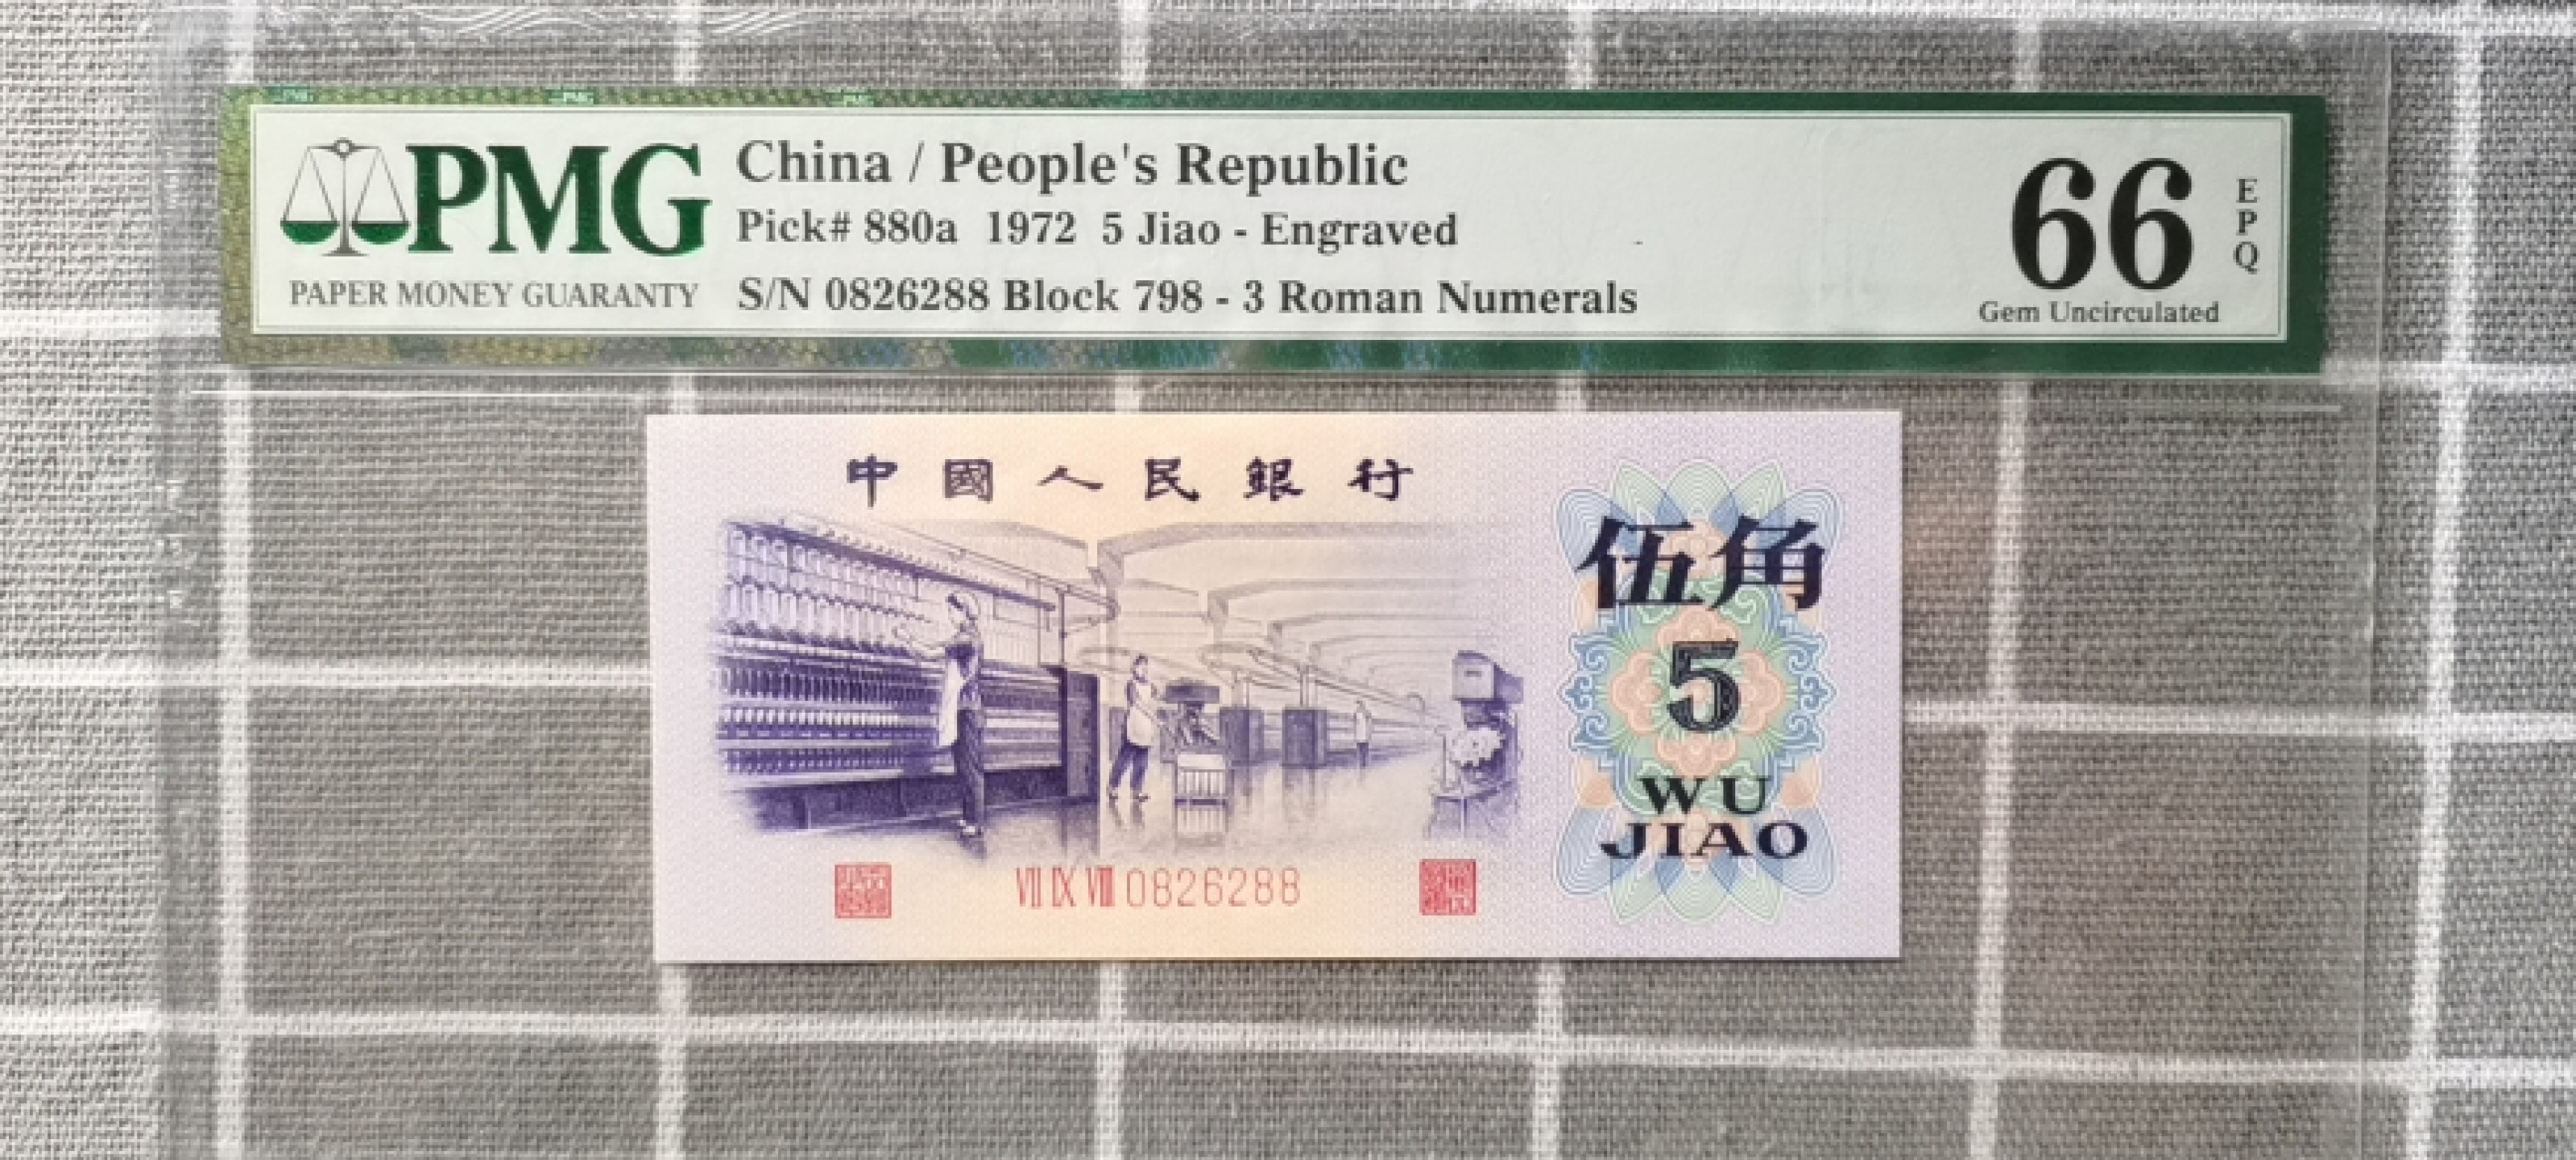 PMG
PAPER MONEY GUARANTY
China / People's Republic
Pick# 880a 1972 5 Jiao - Engraved
S/N 0826288 Block 798 - 3 Roman Numerals
66
EPQ
Gem Uncirculated
中國人民銀行
伍角
5
WU
JIAO
VII IX VIII 0826288